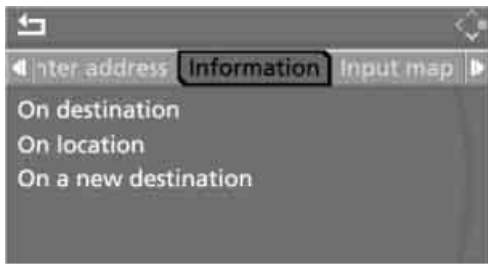 nter address Information Input map
On destination
On location
On a new destination